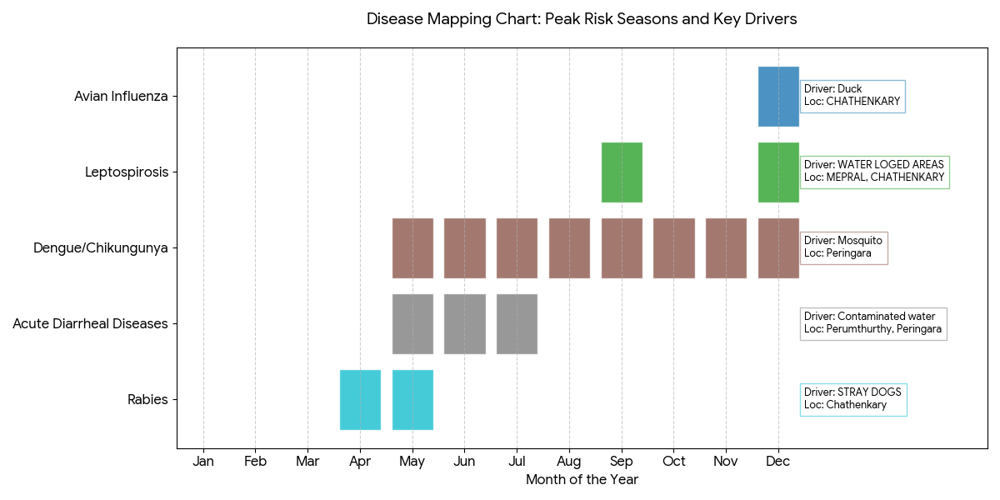 Disease Mapping Chart: Peak Risk Seasons and Key Drivers
Avian Influenza
Driver: Duck
Loc: CHATHENKARY
Leptospirosis
Driver: WATER LOGED AREAS
Loc: MEPRAL, CHATHENKARY
Dengue/Chikungunya
Driver: Mosquito
Loc: Peringara
Acute Diarrheal Diseases
Driver: Contaminated water
Loc: Perumthurthy, Peringara
Rabies
Driver: STRAY DOGS
Loc: Chathenkary
Jan Feb Mar Apr May Jun Jul Aug Sep Oct Nov Dec
Month of the Year